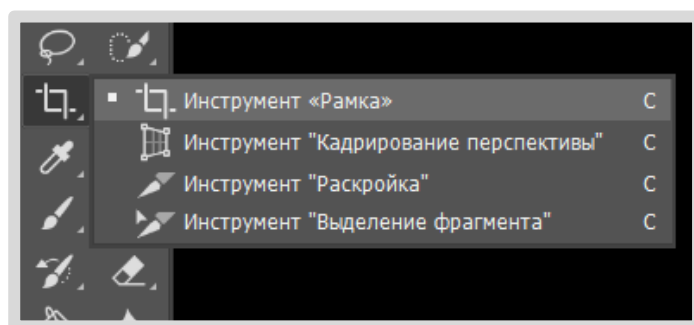 Инструмент «Рамка» C
Инструмент "Кадрирование перспективы" C
Инструмент "Раскройка" C
Инструмент "Выделение фрагмента" C